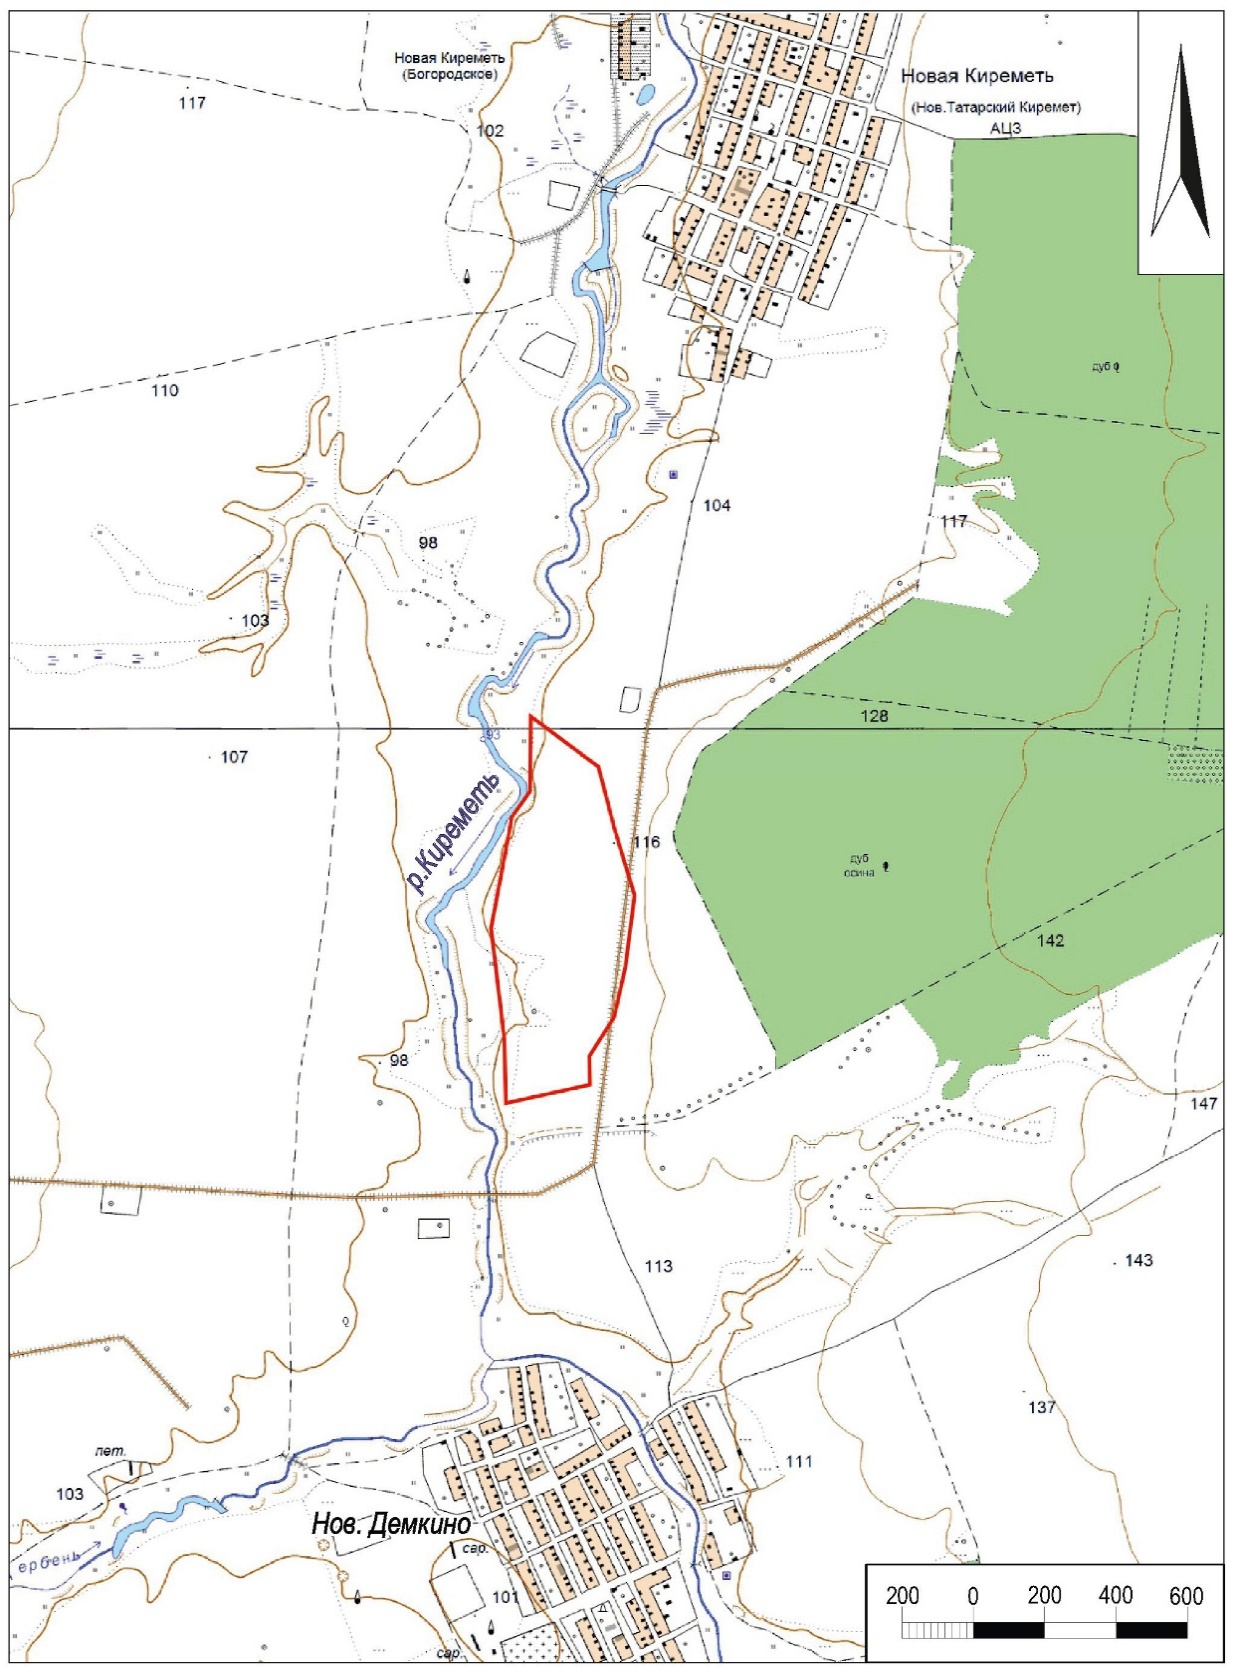 Новая Киреметь
(Богородское)
Новая Киреметь
(Нов.Татарский Киремет)
АЦЗ
117
102
дуб
110
104
117
98
103
128
93
107
р.Киреметь
116
дуб
осина
142
98
147
113
143
137
лет.
111
103
Нов. Демкино
сар.
ербень
101
200 0 200 400 600
сар.